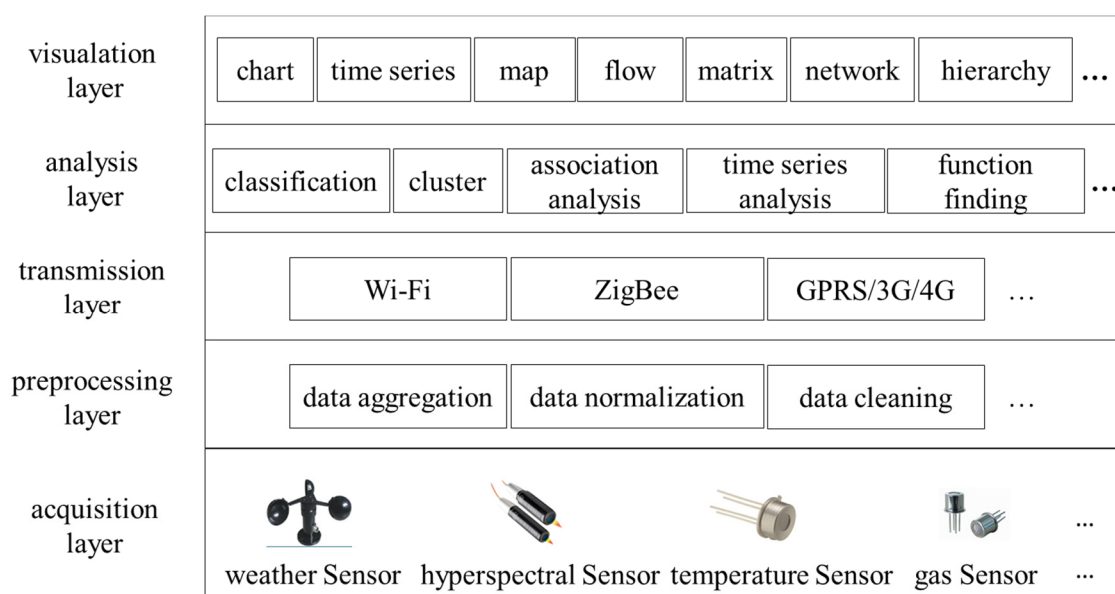 visualation
layer
chart time series map flow matrix network hierarchy ...
analysis
layer
classification cluster association
analysis time series
analysis function
finding ...
transmission
layer
Wi-Fi ZigBee GPRS/3G/4G ...
preprocessing
layer
data aggregation data normalization data cleaning ...
acquisition
layer
...
weather Sensor hyperspectral Sensor temperature Sensor gas Sensor ...